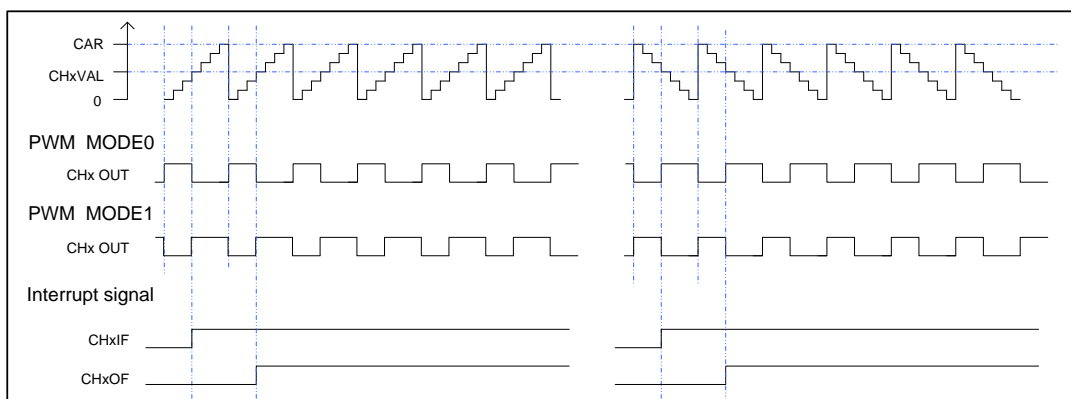 CAR
CHxVAL
0
PWM MODE0
CHx OUT
PWM MODE1
CHx OUT
Interrupt signal
CHxIF
CHxOF